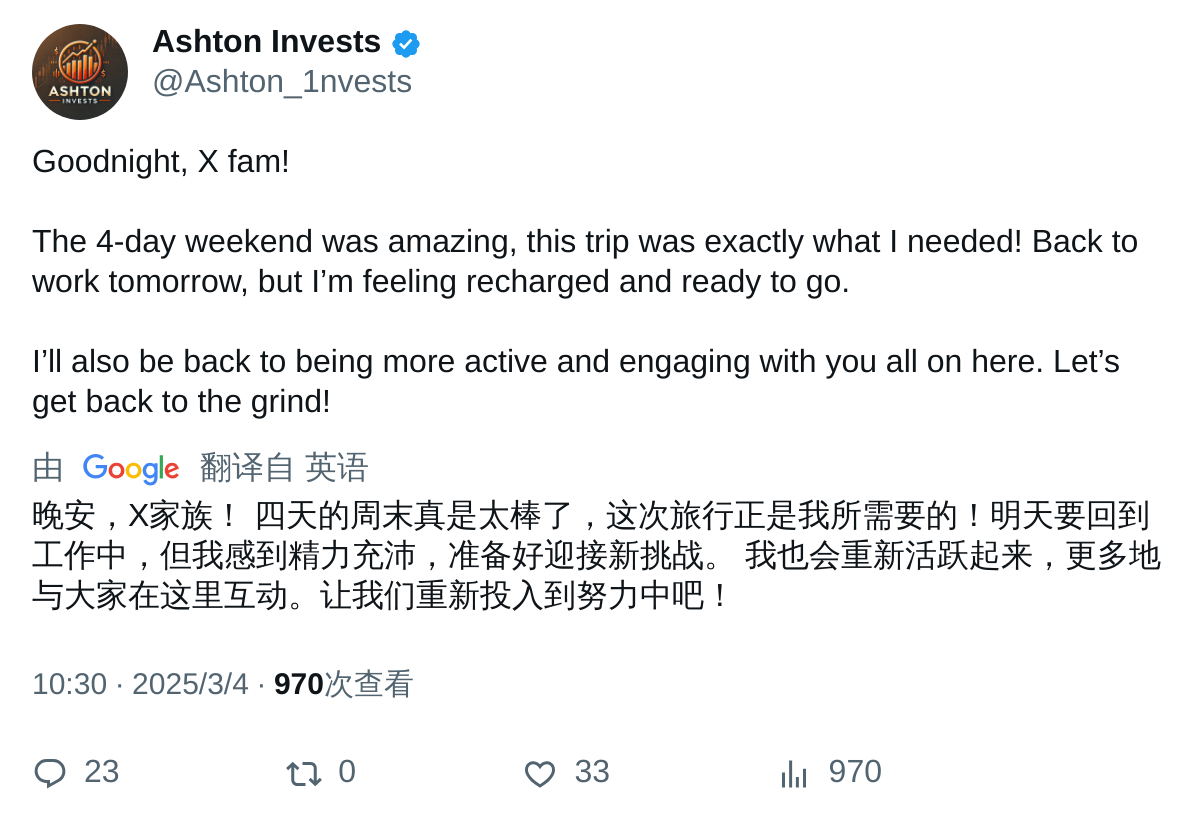 ASHTON
INVESTS
Ashton Invests
@Ashton_1nvests
Goodnight, X fam!
The 4-day weekend was amazing, this trip was exactly what I needed! Back to
work tomorrow, but I’m feeling recharged and ready to go.
I’ll also be back to being more active and engaging with you all on here. Let’s
get back to the grind!
由 Google 翻译自 英语
晚安，X家族！ 四天的周末真是太棒了，这次旅行正是我所需要的！明天要回到
工作中，但我感到精力充沛，准备好迎接新挑战。 我也会重新活跃起来，更多地
与大家在这里互动。让我们重新投入到努力中吧！
10:30 · 2025/3/4 · 970次查看
23 0 33 970